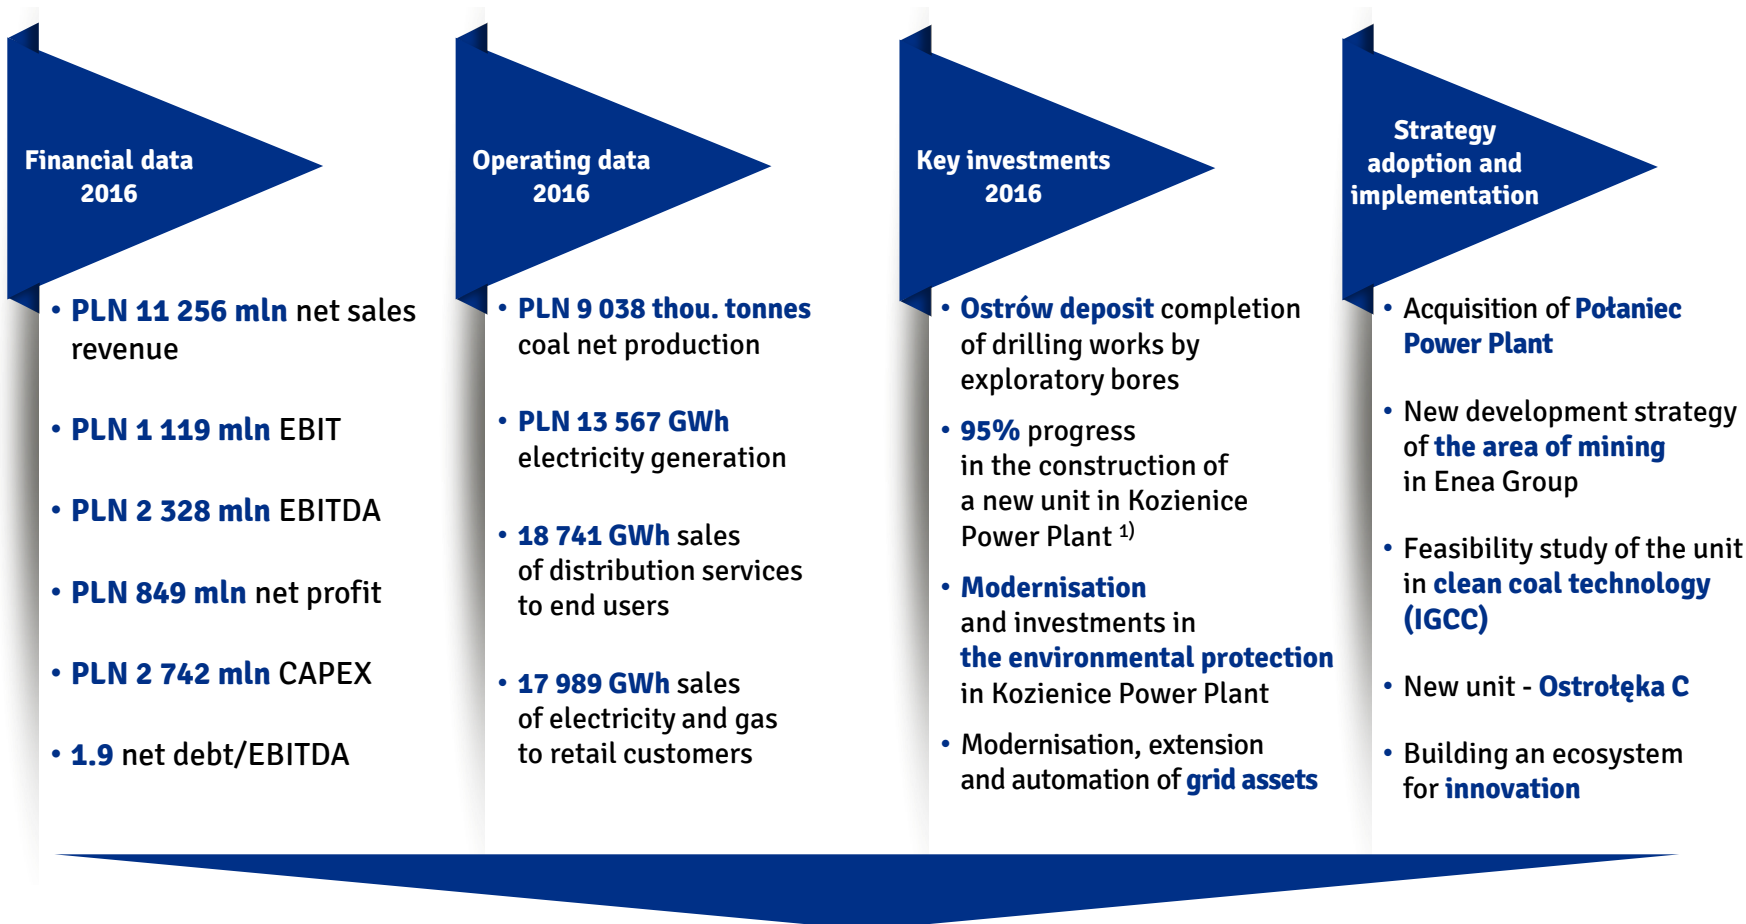 Financial data
2016
• PLN 11 256 mln net sales
revenue
• PLN 1 119 mln EBIT
• PLN 2 328 mln EBITDA
• PLN 849 mln net profit
• PLN 2 742 mln CAPEX
• 1.9 net debt/EBITDA
Operating data
2016
• PLN 9 038 thou. tonnes
coal net production
• PLN 13 567 GWh
electricity generation
• 18 741 GWh sales
of distribution services
to end users
• 17 989 GWh sales
of electricity and gas
to retail customers
Key investments
2016
• Ostrów deposit completion
of drilling works by
exploratory bores
• 95% progress
in the construction of
a new unit in Kozienice
Power Plant 1)
• Modernisation
and investments in
the environmental protection
in Kozienice Power Plant
• Modernisation, extension
and automation of grid assets
Strategy
adoption and
implementation
• Acquisition of Połaniec
Power Plant
• New development strategy
of the area of mining
in Enea Group
• Feasibility study of the unit
in clean coal technology
(IGCC)
• New unit - Ostrołęka C
• Building an ecosystem
for innovation